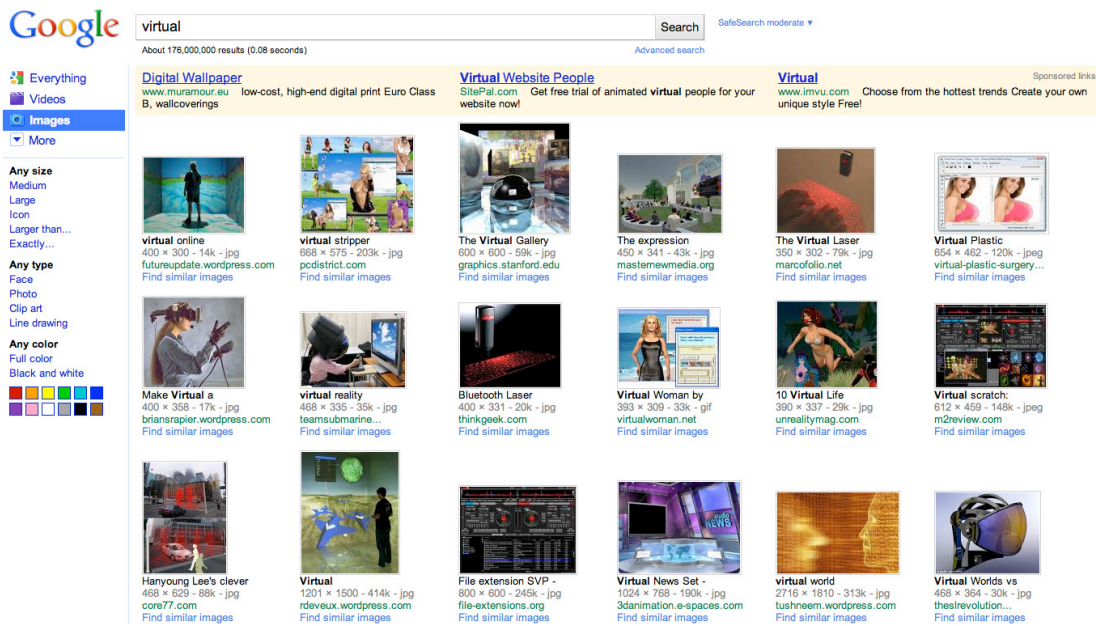 Google
virtual
Search
SafeSearch moderate ▼
About 176,000,000 results (0.08 seconds)
Advanced search
Everything
Videos
Images
More
Any size
Medium
Large
Icon
Larger than...
Exactly...
Any type
Face
Photo
Clip art
Line drawing
Any color
Full color
Black and white
Digital Wallpaper
www.muramour.eu low-cost, high-end digital print Euro Class
B, wallcoverings
Virtual Website People
SitePal.com Get free trial of animated virtual people for your
website now!
Virtual
Sponsored links
www.imvu.com Choose from the hottest trends Create your own
unique style Free!
virtual online
400 × 300 - 14k - jpg
futureupdate.wordpress.com
Find similar images
virtual stripper
668 × 575 - 203k - jpg
pcdistrict.com
Find similar images
The Virtual Gallery
600 × 600 - 59k - jpg
graphics.stanford.edu
Find similar images
The expression
450 × 341 - 43k - jpg
masternewmedia.org
Find similar images
The Virtual Laser
350 × 302 - 79k - jpg
marcofolio.net
Find similar images
Virtual Plastic
654 × 462 - 120k - jpeg
virtual-plastic-surgery...
Find similar images
Make Virtual a
400 × 358 - 17k - jpg
briansrapier.wordpress.com
Find similar images
virtual reality
468 × 335 - 35k - jpg
teamsubmarine...
Find similar images
Bluetooth Laser
400 × 331 - 20k - jpg
thinkgeek.com
Find similar images
Virtual Woman by
393 × 309 - 33k - gif
virtualwoman.net
Find similar images
10 Virtual Life
390 × 337 - 29k - jpg
unrealitymag.com
Find similar images
Virtual scratch:
612 × 459 - 148k - jpeg
m2review.com
Find similar images
Hanyoung Lee's clever
468 × 629 - 88k - jpg
core77.com
Find similar images
Virtual
1201 × 1500 - 414k - jpg
rdeveux.wordpress.com
Find similar images
File extension SVP -
800 × 600 - 245k - jpg
file-extensions.org
Find similar images
NEWS
Virtual News Set -
1024 × 768 - 190k - jpg
3danimation.e-spaces.com
Find similar images
virtual world
2716 × 1810 - 313k - jpg
tushneem.wordpress.com
Find similar images
Virtual Worlds vs
468 × 364 - 30k - jpg
theslrevolution...
Find similar images